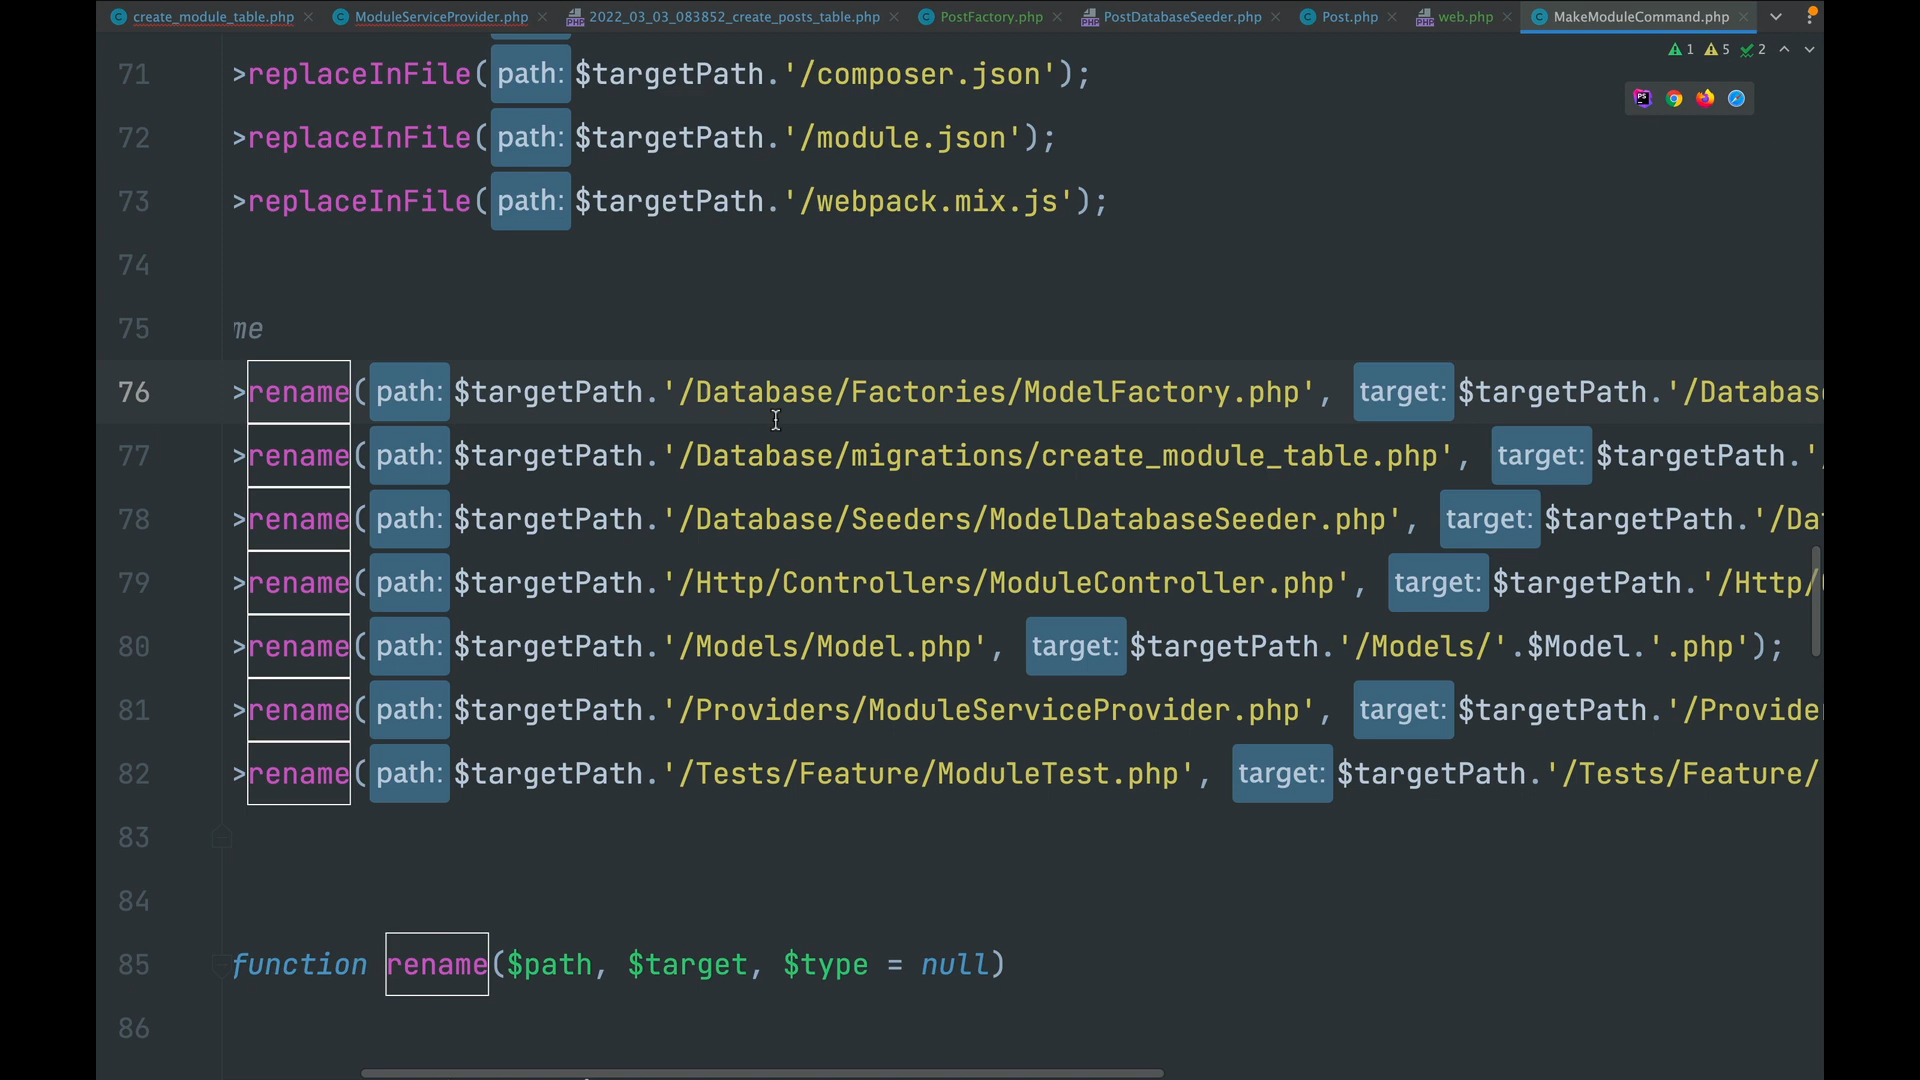 create_module_table.php ModuleServiceProvider.php 2022_03_03_083852_create_posts_table.php PostFactory.php PostDatabaseSeeder.php Post.php web.php MakeModuleCommand.php
1 5 2
71 >replaceInFile( path: $targetPath.'/composer.json');
72 >replaceInFile( path: $targetPath.'/module.json');
73 >replaceInFile( path: $targetPath.'/webpack.mix.js');
74
75 me
76 >rename( path: $targetPath.'/Database/Factories/ModelFactory.php', target: $targetPath.'/Database
77 >rename( path: $targetPath.'/Database/migrations/create_module_table.php', target: $targetPath.'/
78 >rename( path: $targetPath.'/Database/Seeders/ModelDatabaseSeeder.php', target: $targetPath.'/Dat
79 >rename( path: $targetPath.'/Http/Controllers/ModuleController.php', target: $targetPath.'/Http/
80 >rename( path: $targetPath.'/Models/Model.php', target: $targetPath.'/Models/'.$Model.'.php');
81 >rename( path: $targetPath.'/Providers/ModuleServiceProvider.php', target: $targetPath.'/Provider
82 >rename( path: $targetPath.'/Tests/Feature/ModuleTest.php', target: $targetPath.'/Tests/Feature/
83
84
85 function rename($path, $target, $type = null)
86